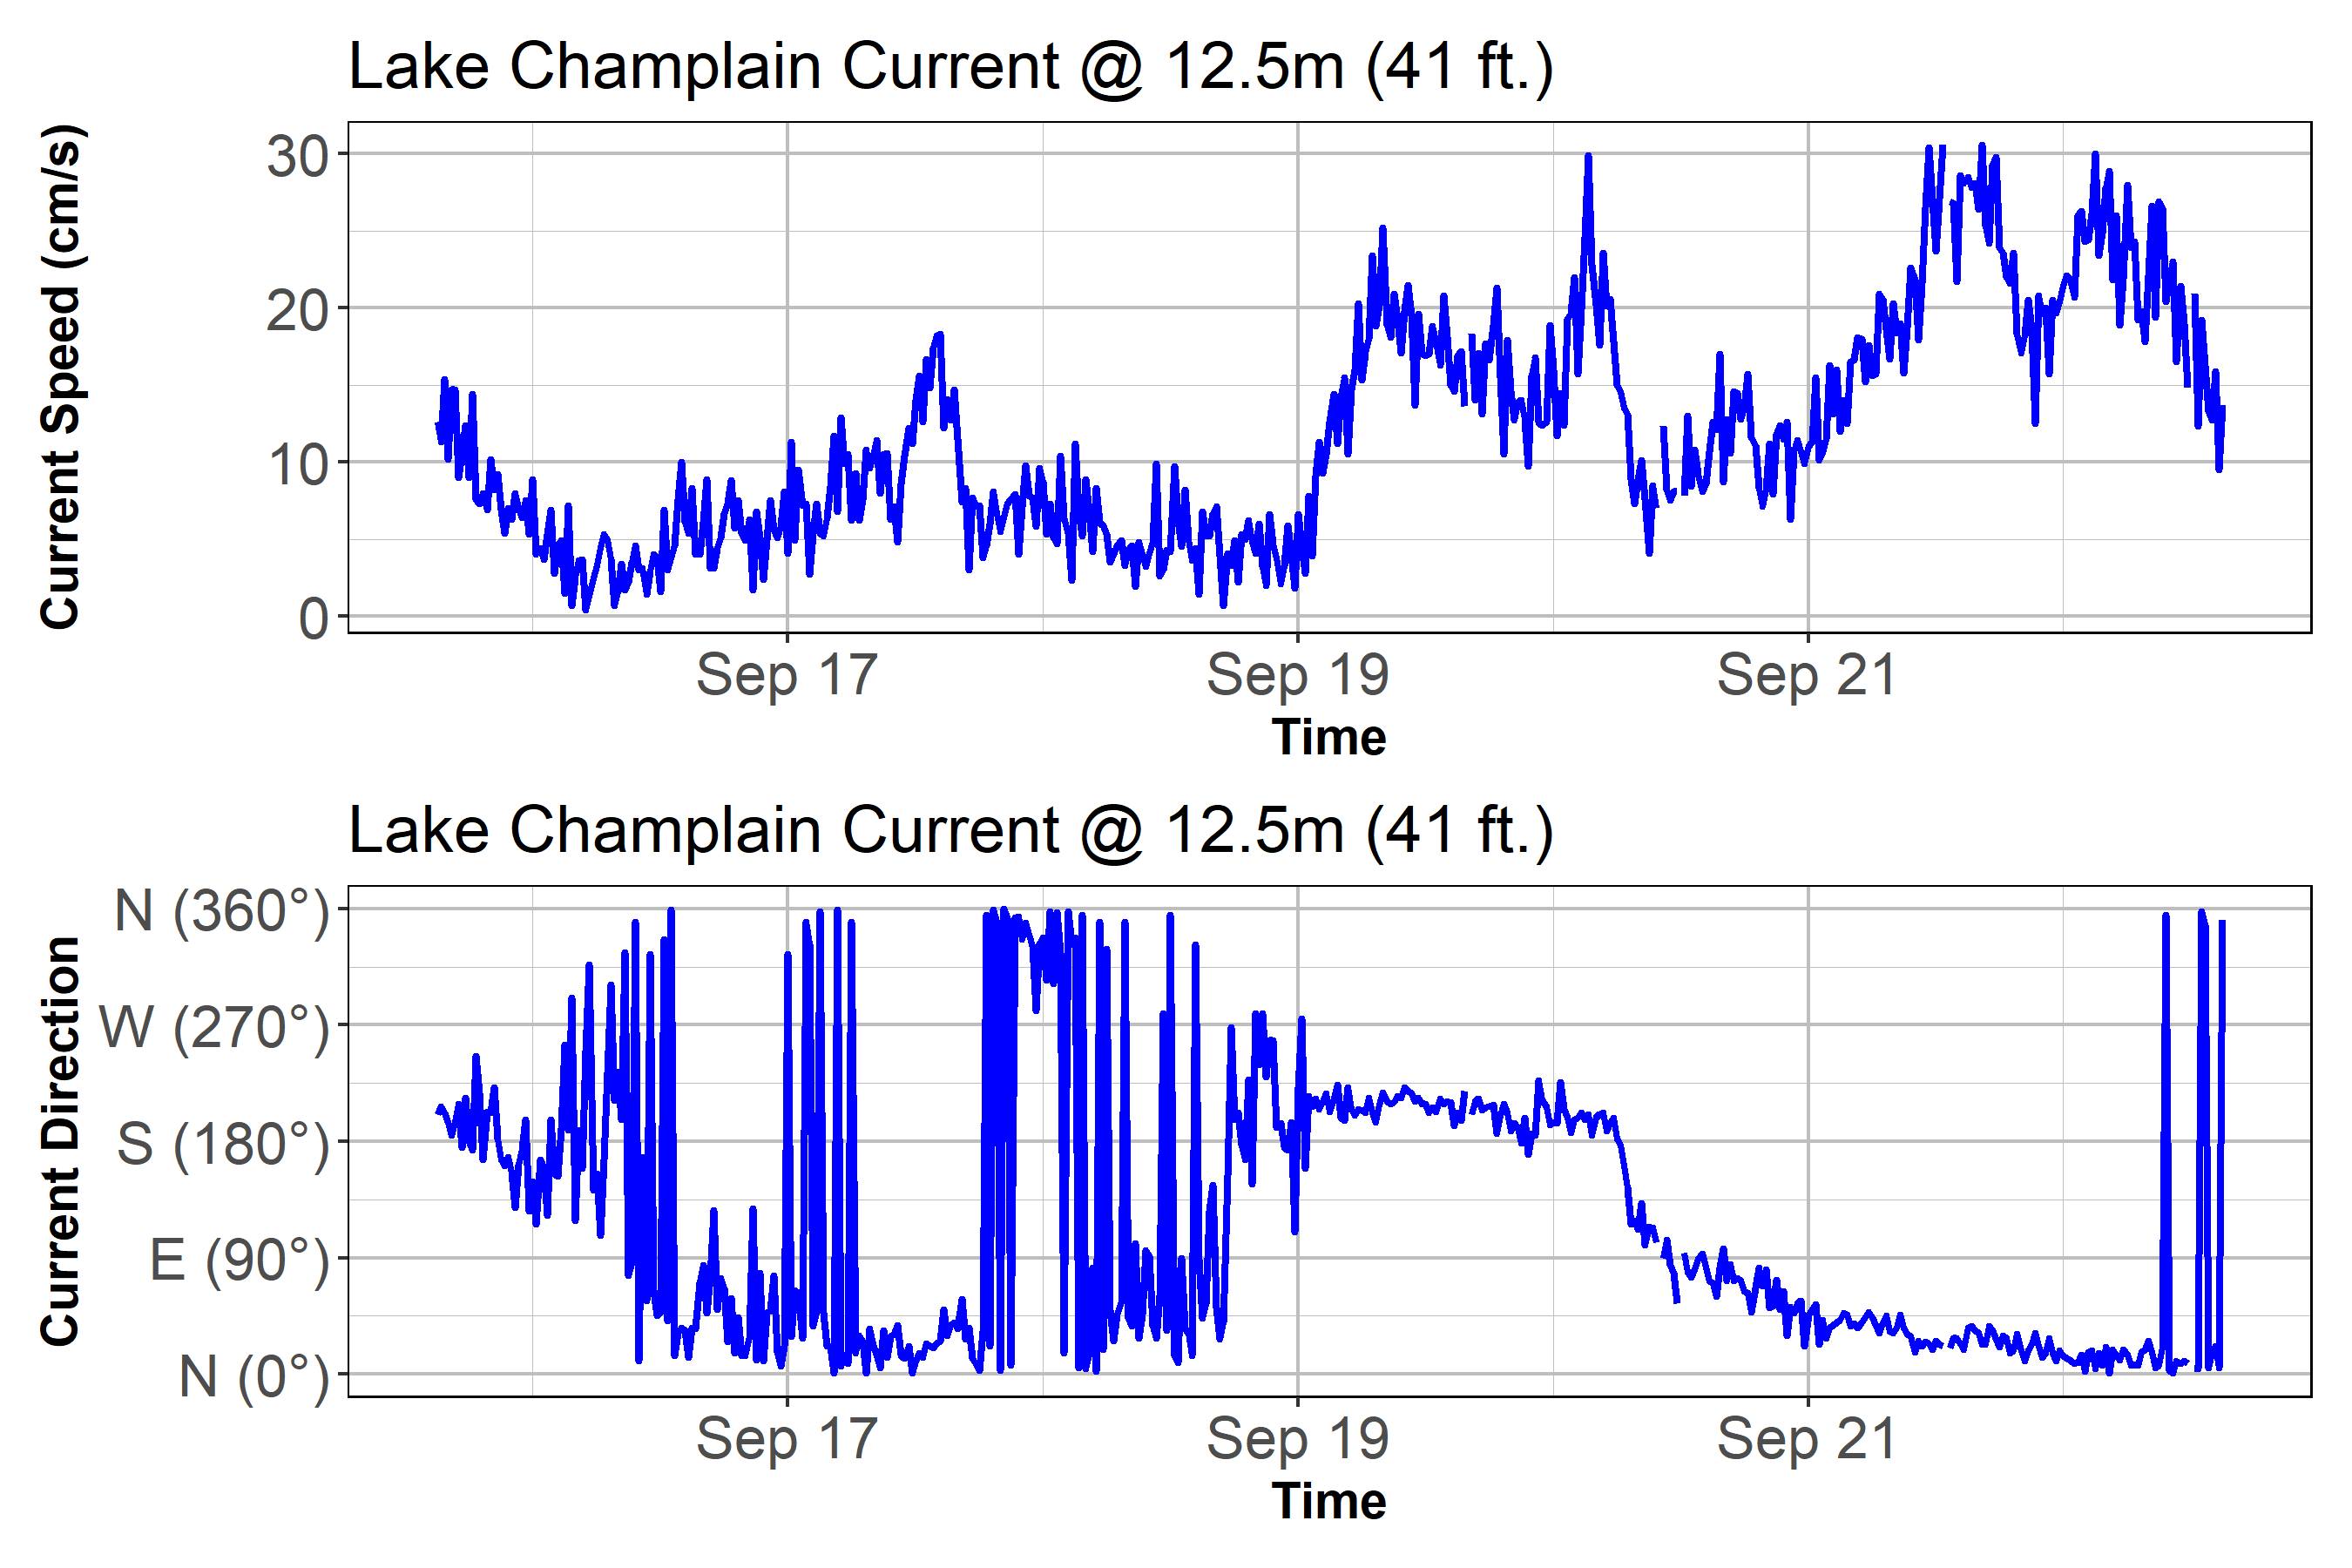 Lake Champlain Current @ 12.5m (41 ft.)
Current Speed (cm/s)
30
20
10
0
Sep 17 Sep 19 Sep 21
Time
Lake Champlain Current @ 12.5m (41 ft.)
Current Direction
N (360°)
W (270°)
S (180°)
E (90°)
N (0°)
Sep 17 Sep 19 Sep 21
Time